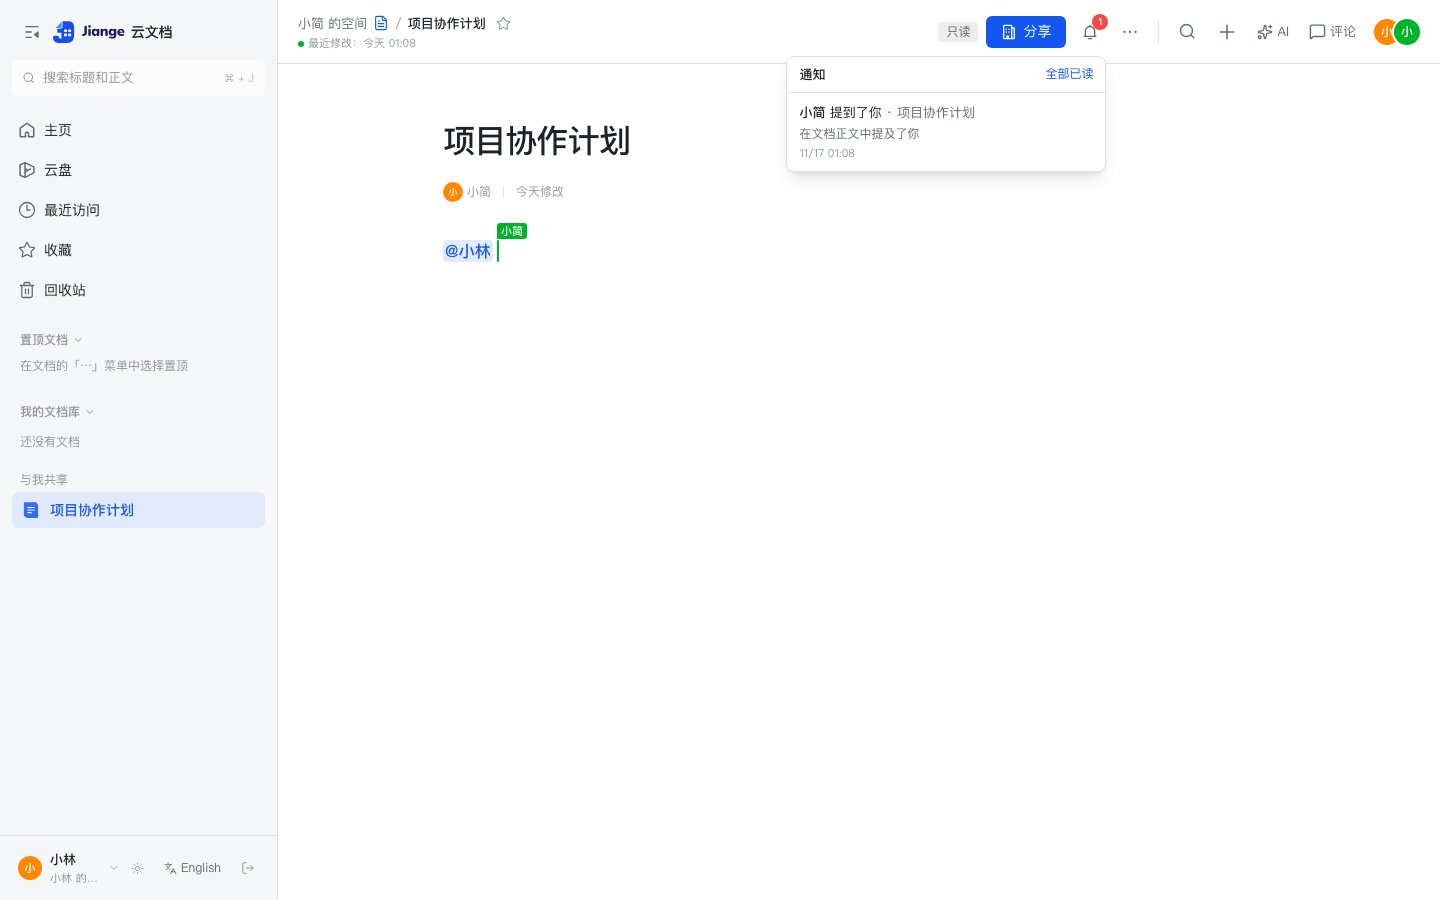 Jiange 云文档
搜索标题和正文 ⌘ + J
主页
云盘
最近访问
收藏
回收站
置顶文档
在文档的「···」菜单中选择置顶
我的文档库
还没有文档
与我共享
项目协作计划
小 小林
小林 的...
English
小简 的空间 / 项目协作计划
最近修改：今天 01:08
只读 分享 1 AI 评论 小 小
通知 全部已读
小简 提到了你 · 项目协作计划
在文档正文中提及了你
11/17 01:08
项目协作计划
小 小简 今天修改
小简
@小林